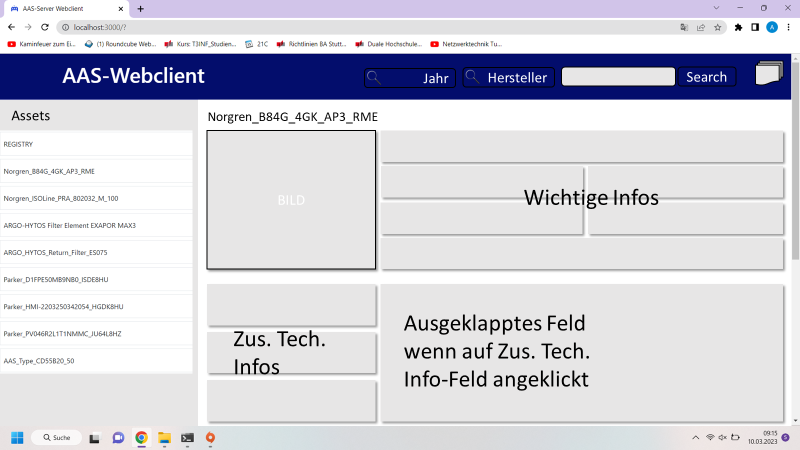 AAS-Server Webclient
localhost:3000/?
A
Kaminfeuer zum Ei...
(1) Roundcube Web...
Kurs: T3INF_Studien...
21C
Richtlinien BA Stutt...
Duale Hochschule...
Netzwerktechnik Tu...
AAS-Webclient
Jahr
Hersteller
Search
Assets
Norgren_B84G_4GK_AP3_RME
REGISTRY
Norgren_B84G_4GK_AP3_RME
Norgren_ISOLine_PRA_802032_M_100
ARGO-HYTOS Filter Element EXAPOR MAX3
ARGO_HYTOS_Return_Filter_ES075
Parker_D1FPE50MB9NB0_ISDE8HU
Parker_HMI-2203250342054_HGDK8HU
Parker_PV046R2L1T1NMMC_JU64L8HZ
AAS_Type_CD55B20_50
BILD
Wichtige Infos
Zus. Tech.
Infos
Ausgeklapptes Feld
wenn auf Zus. Tech.
Info-Feld angeklickt
Suche
09:15
10.03.2023